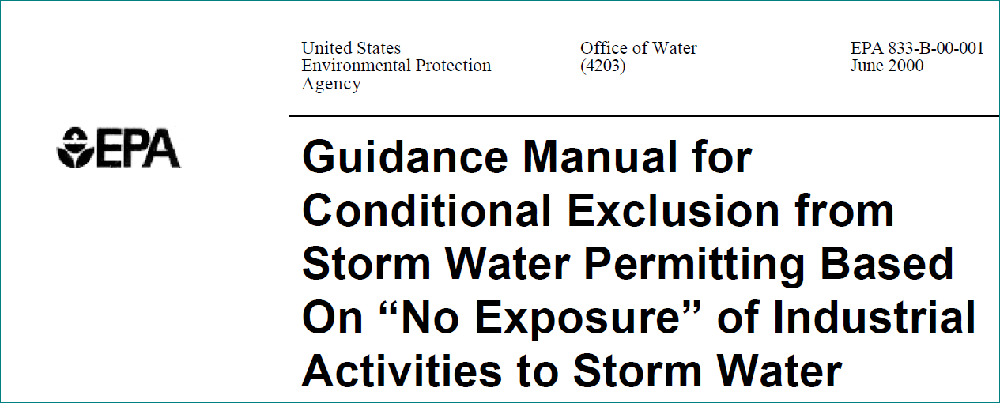 United States
Environmental Protection
Agency
Office of Water
(4203)
EPA 833-B-00-001
June 2000
EPA
Guidance Manual for
Conditional Exclusion from
Storm Water Permitting Based
On “No Exposure” of Industrial
Activities to Storm Water